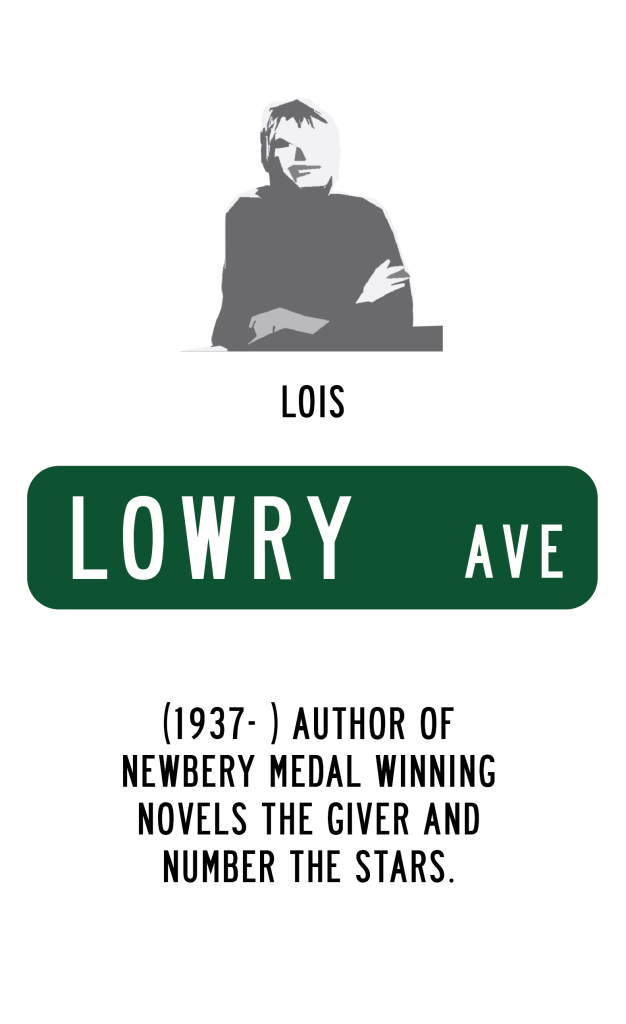 LOIS
LOWRY AVE
(1937- ) AUTHOR OF
NEWBERY MEDAL WINNING
NOVELS THE GIVER AND
NUMBER THE STARS.